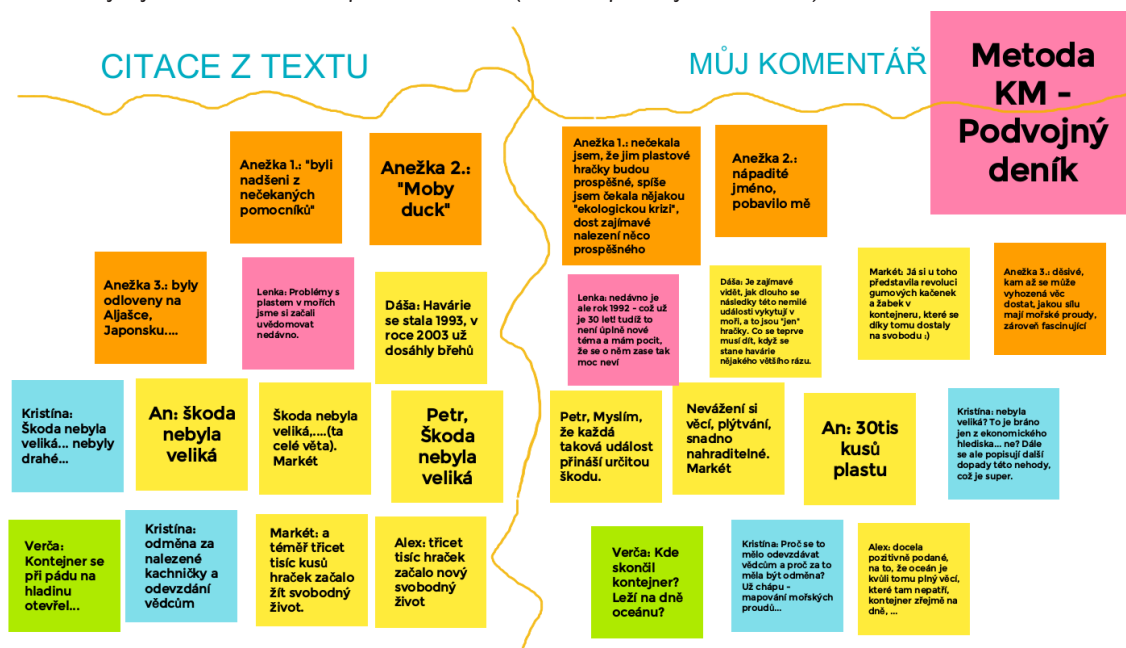 CITACE Z TEXTU
MŮJ KOMENTÁŘ
Metoda
KM -
Podvojný
deník
Anežka 1.: "byli
nadšeni z
nečekaných
pomocníků"
Anežka 2.:
"Moby
duck"
Anežka 3.: byly
odloveny na
Aljašce,
Japonsku....
Lenka: Problémy s
plastem v mořích
jsme si začali
uvědomovat
nedávno.
Dáša: Havárie
se stala 1993, v
roce 2003 už
dosáhly břehů
Kristína:
Škoda nebyla
veliká... nebyly
drahé...
An: škoda
nebyla
veliká
Škoda nebyla
veliká,....(ta
celé věta).
Markét
Petr,
Škoda
nebyla
veliká
Verča:
Kontejner se
při pádu na
hladinu
otevřel...
Kristína:
odměna za
nalezené
kachničky a
odevzdání
vědcům
Markét: a
téměř třicet
tisíc kusů
hraček začalo
žít svobodný
život.
Alex: třicet
tisíc hraček
začalo nový
svobodný
život
Anežka 1.: nečekala
jsem, že jim plastové
hračky budou
prospěšné, spíše
jsem čekala nějakou
"ekologickou krizi",
dost zajímavé
nalezení něco
prospěšného
Anežka 2.:
nápadité
jméno,
pobavilo mě
Lenka: nedávno je
ale rok 1992 - což už
je 30 let! tudíž to
není úplně nové
téma a mám pocit,
že se o něm zase tak
moc neví
Dáša: Je zajímavé
vidět, jak dlouho se
následky této nemilé
události vykytují v
moři, a to jsou "jen"
hračky. Co se teprve
musí dít, když se
stane havárie
nějakého většího rázu.
Markét: Já si u toho
představila revoluci
gumových kačenek
a žabek v
kontejneru, které se
díky tomu dostaly
na svobodu ;)
Anežka 3.: děsivé,
kam až se může
vyhozená věc
dostat, jakou sílu
mají mořské proudy,
zároveň fascinující
Petr, Myslím,
že každá
taková událost
přináší určitou
škodu.
Nevážení si
věcí, plýtvání,
snadno
nahraditelné.
Markét
An: 30tis
kusů
plastu
Kristína: nebyla
veliká? To je bráno
jen z ekonomického
hlediska... ne? Dále
se ale popisují další
dopady této nehody,
což je super.
Verča: Kde
skončil
kontejner?
Leží na dně
oceánu?
Kristína: Proč se to
mělo odevzdávat
vědcům a proč za to
měla být odměna?
Už chápu -
mapování mořských
proudů...
Alex: docela
pozitivně podané,
na to, že oceán je
kvůli tomu plný věcí,
které tam nepatří,
kontejner zřejmě na
dně, ...